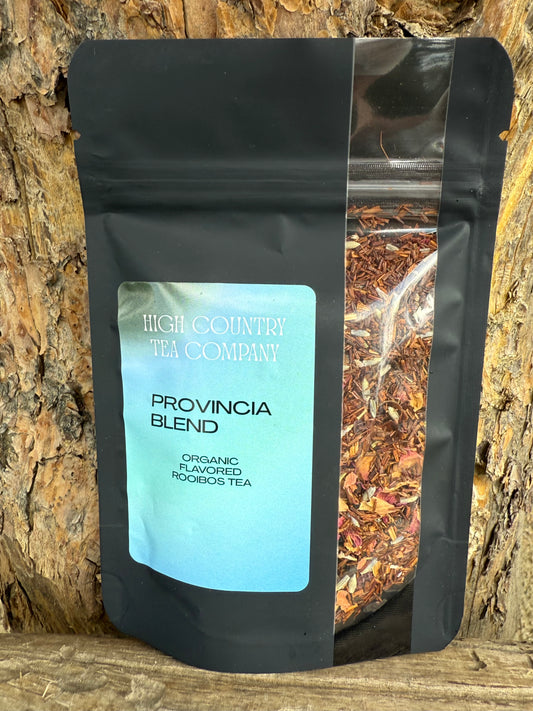 HIGH COUNTRY
TEA COMPANY
PROVINCIA
BLEND
ORGANIC
FLAVORED
ROOIBOS TEA